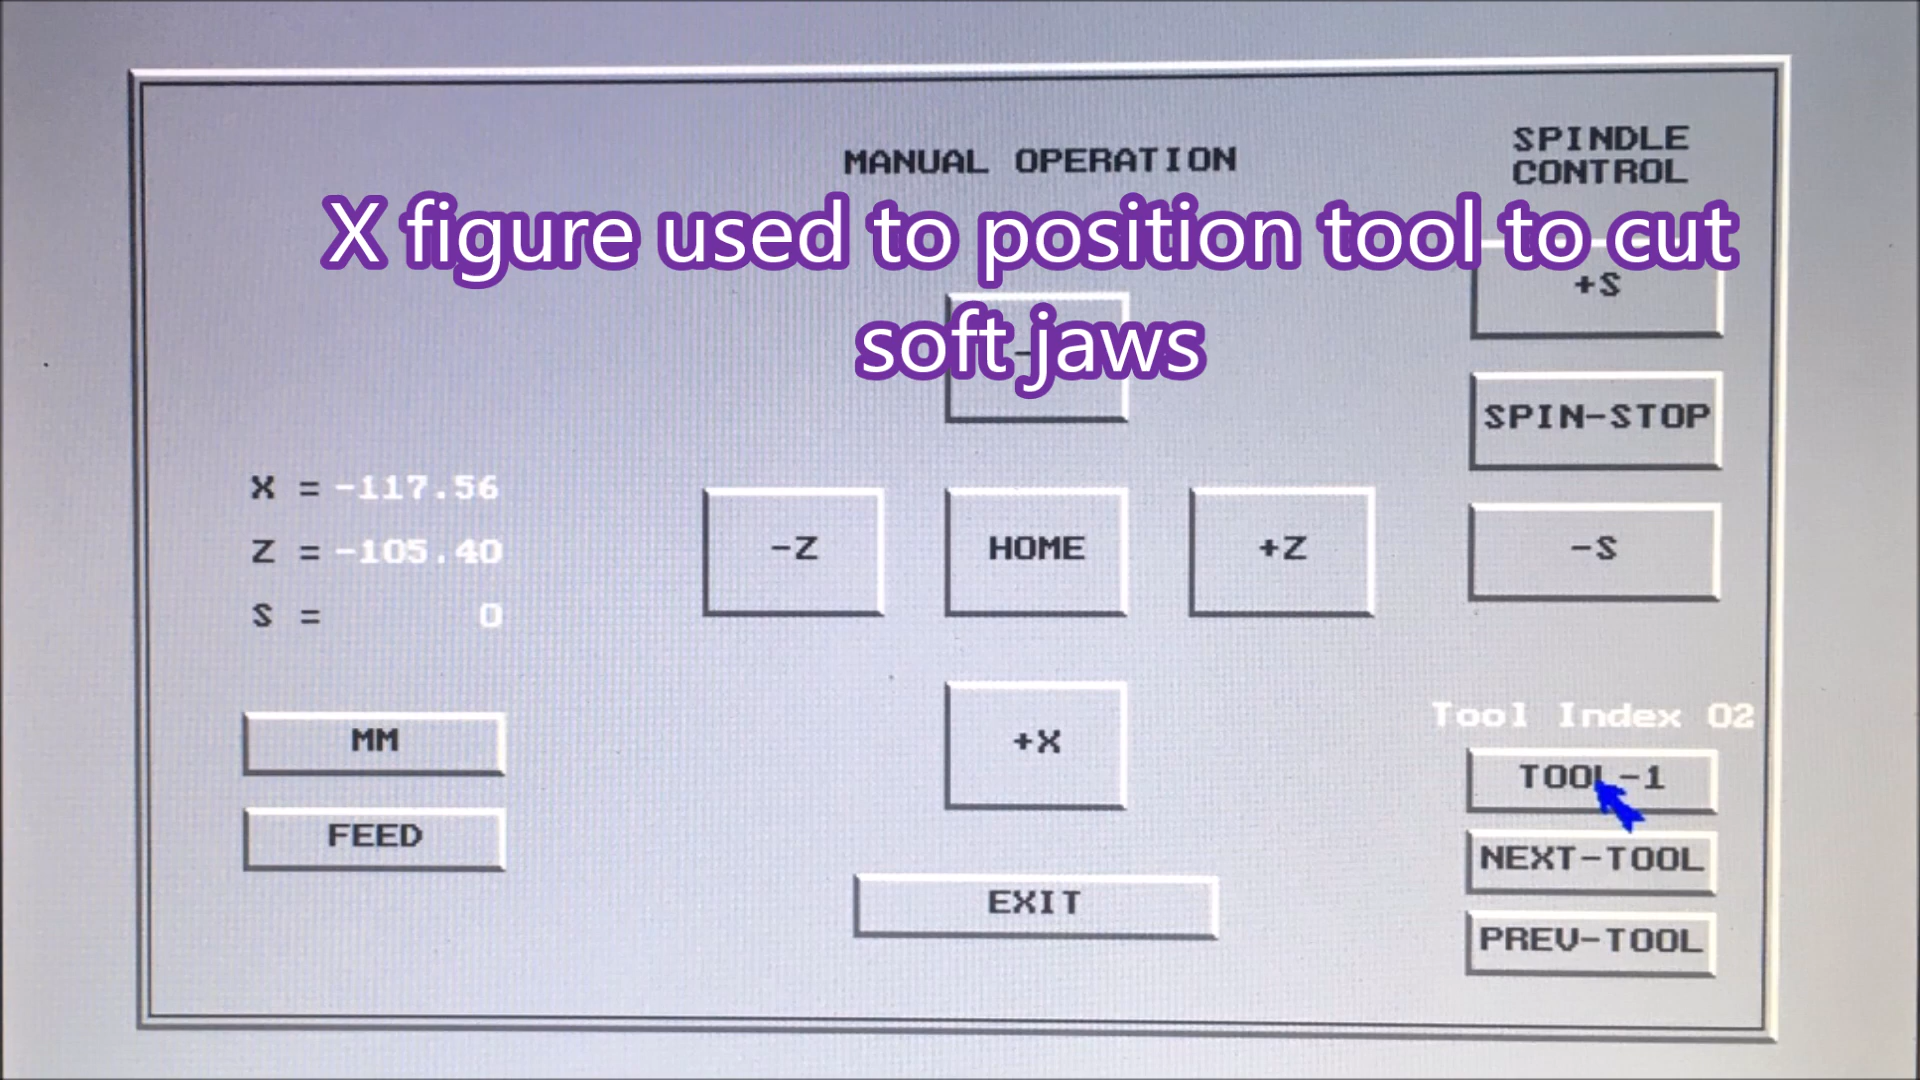 MANUAL OPERATION
SPINDLE
CONTROL
X figure used to position tool to cut
soft jaws
+S
SPIN-STOP
X = -117.56
Z = -105.40
S = 0
-Z
HOME
+Z
-S
MM
FEED
+X
Tool Index 02
TOOL-1
NEXT-TOOL
PREV-TOOL
EXIT